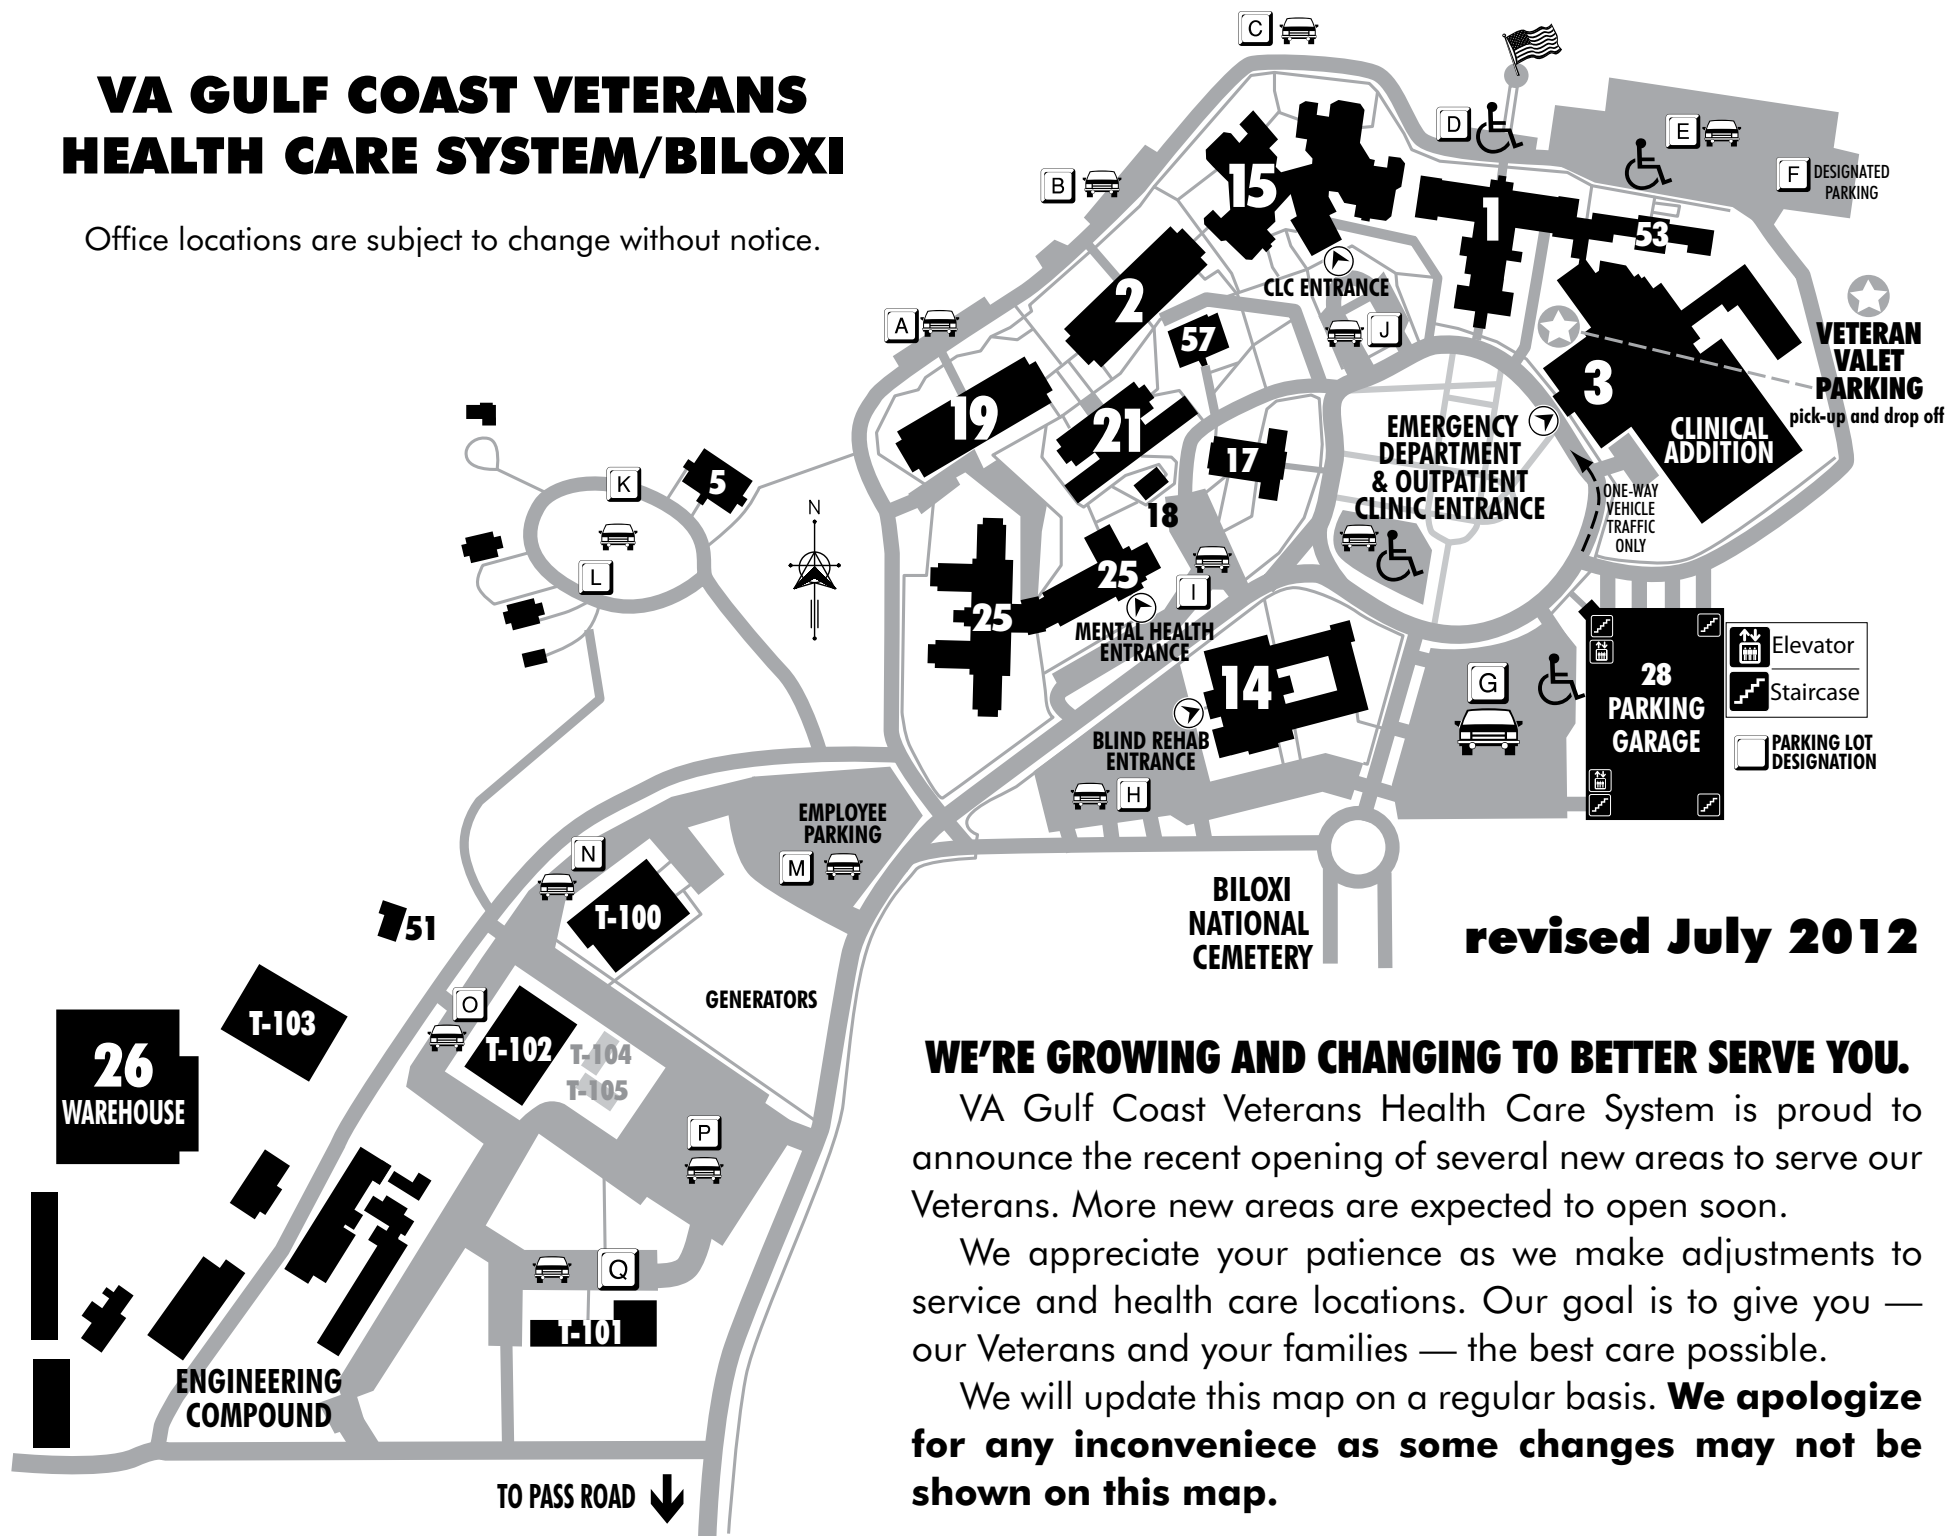 VA GULF COAST VETERANS
HEALTH CARE SYSTEM/BILOXI
Office locations are subject to change without notice.
C
D
E
F
DESIGNATED
PARKING
B
15
1
53
CLC ENTRANCE
2
A
57
J
VETERAN
VALET
PARKING
pick-up and drop off
3
CLINICAL
ADDITION
19
21
17
EMERGENCY
DEPARTMENT
& OUTPATIENT
CLINIC ENTRANCE
ONE-WAY
VEHICLE
TRAFFIC
ONLY
K
5
L
N
18
25
25
I
MENTAL HEALTH
ENTRANCE
14
G
28
PARKING
GARAGE
Elevator
Staircase
PARKING LOT
DESIGNATION
BLIND REHAB
ENTRANCE
H
EMPLOYEE
PARKING
M
N
T-100
51
BILOXI
NATIONAL
CEMETERY
revised July 2012
GENERATORS
O
T-103
T-102
T-104
T-105
26
WAREHOUSE
P
Q
T-101
ENGINEERING
COMPOUND
TO PASS ROAD
WE’RE GROWING AND CHANGING TO BETTER SERVE YOU.
VA Gulf Coast Veterans Health Care System is proud to
announce the recent opening of several new areas to serve our
Veterans. More new areas are expected to open soon.
We appreciate your patience as we make adjustments to
service and health care locations. Our goal is to give you —
our Veterans and your families — the best care possible.
We will update this map on a regular basis. We apologize
for any inconveniece as some changes may not be
shown on this map.